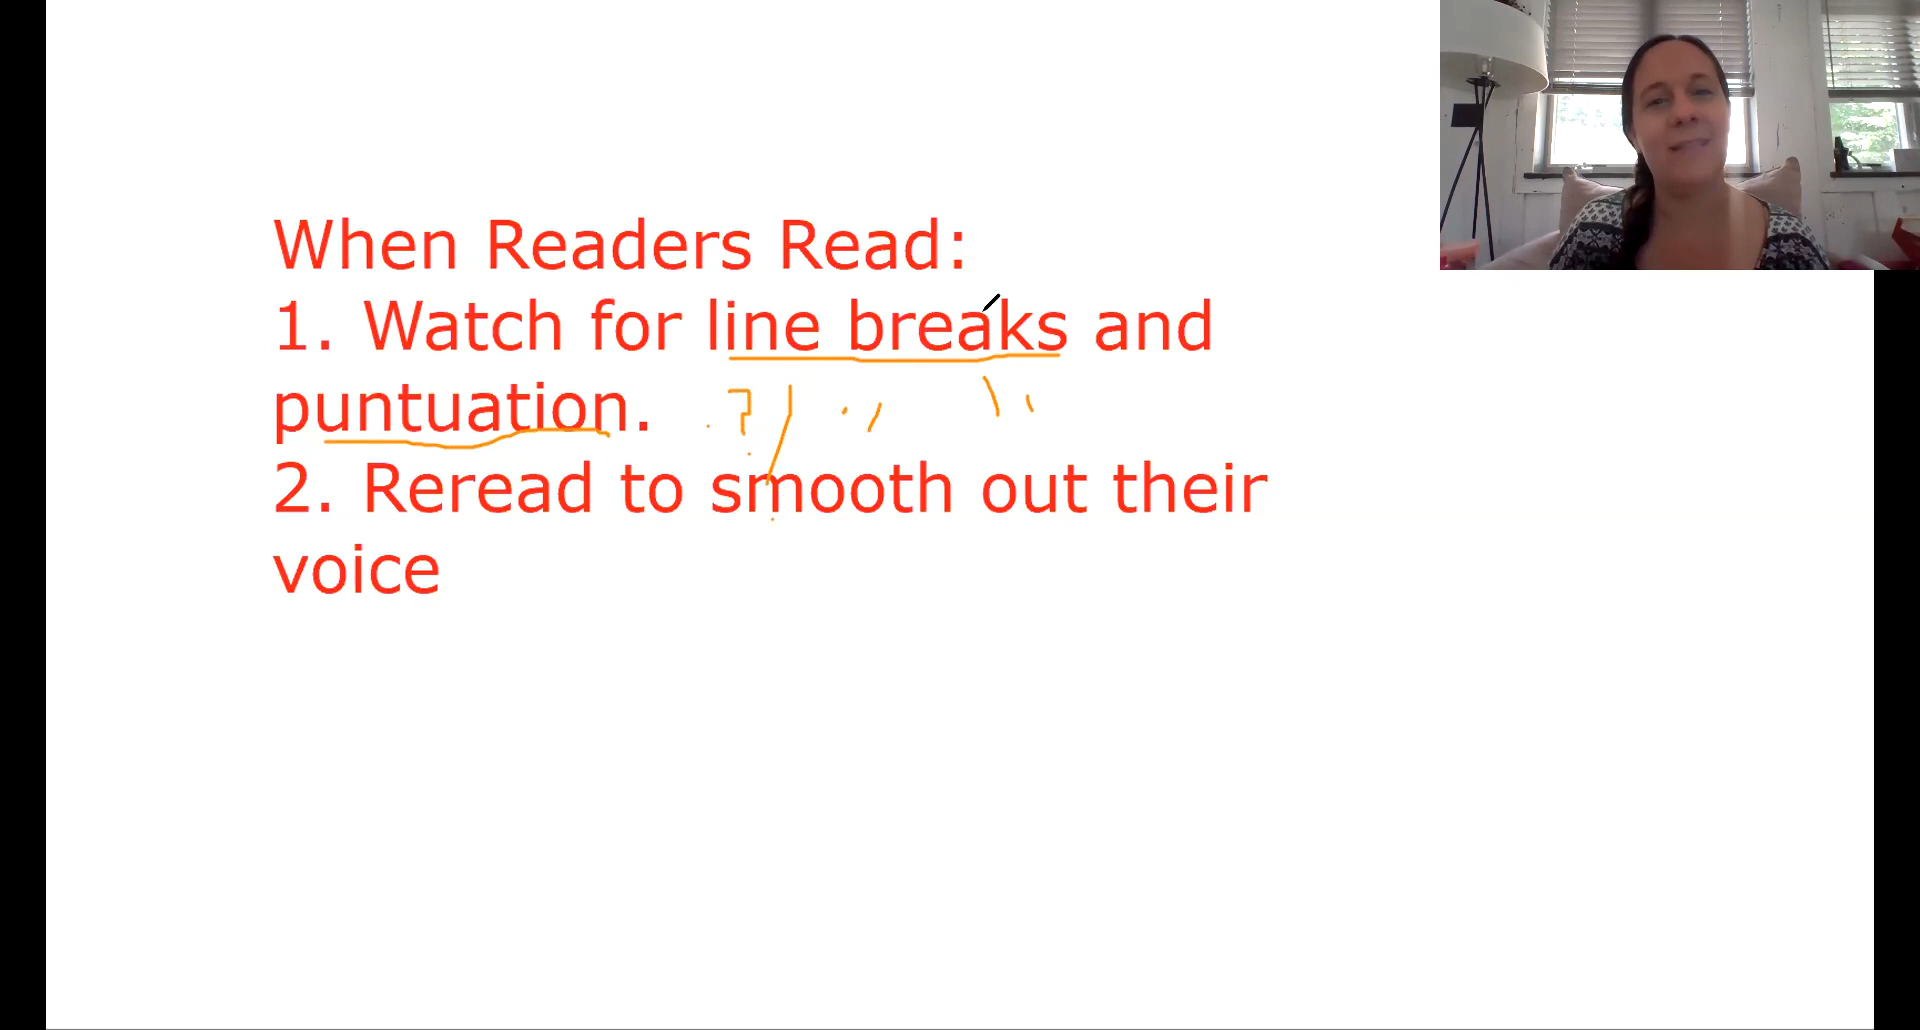 When Readers Read:
1. Watch for line breaks and
puntuation.
2. Reread to smooth out their
voice